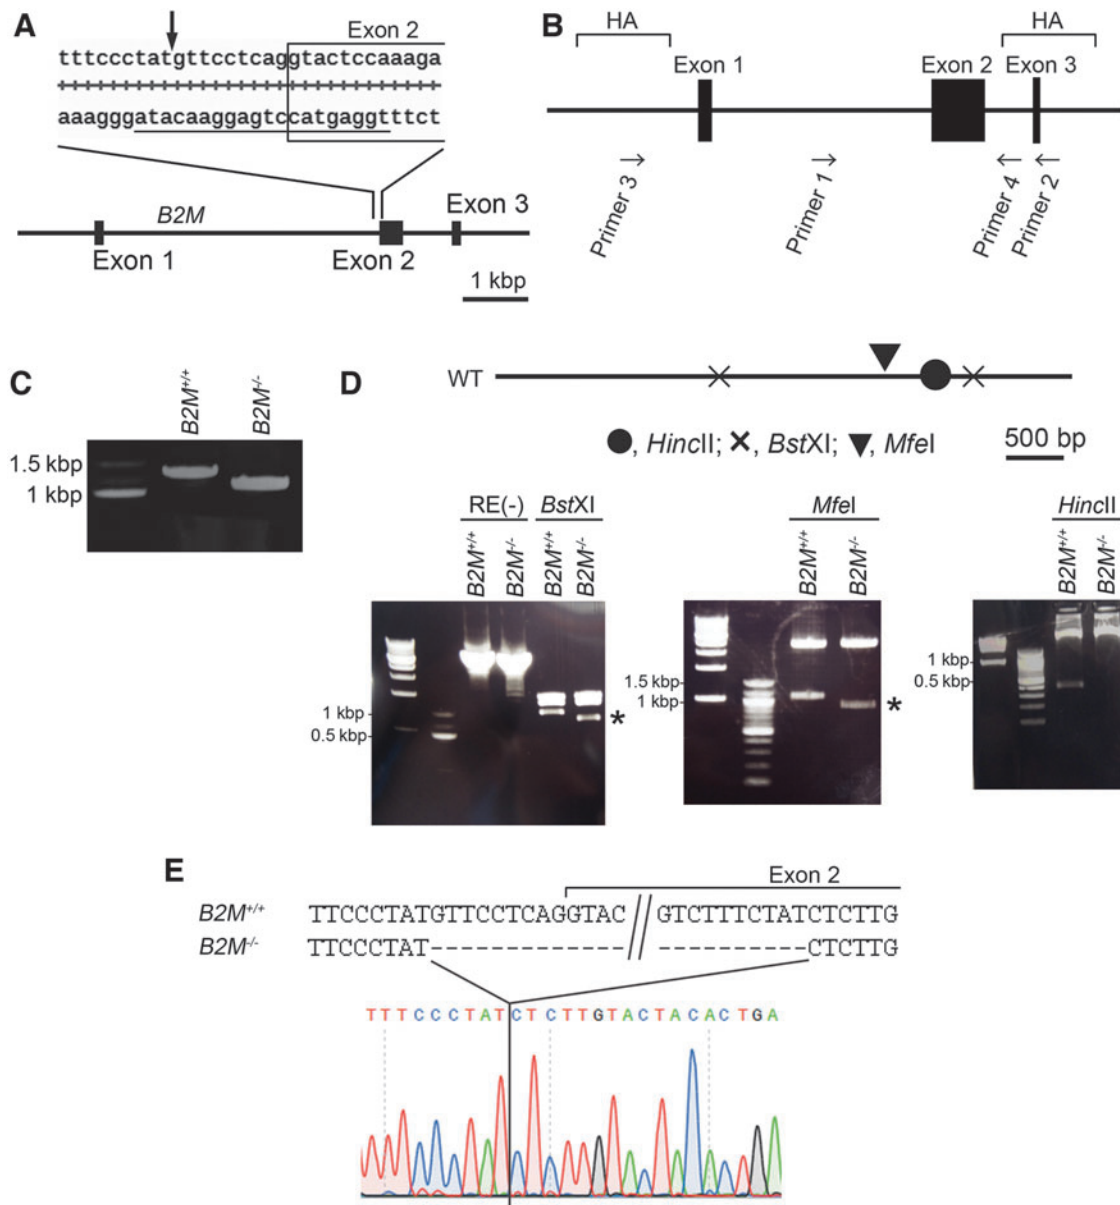 A
Exon 2
tttccctatgttcctcaggtactccaaaga
aaagggatacaaggagtccatgaggtttct
B2M
Exon 1
Exon 2
Exon 3
1 kbp
B
HA
HA
Exon 1
Exon 2
Exon 3
Primer 3
Primer 1
Primer 4
Primer 2
C
B2M+/+
B2M-/-
1.5 kbp
1 kbp
D
WT
, HincII; , BstXI; , MfeI
500 bp
RE(-)
BstXI
B2M+/+
B2M-/-
B2M+/+
B2M-/-
1 kbp
0.5 kbp
*
MfeI
B2M+/+
B2M-/-
1.5 kbp
1 kbp
*
HincII
B2M+/+
B2M-/-
1 kbp
0.5 kbp
E
Exon 2
B2M+/+ TTCCCTATGTTCCTCAGGTAC // GTCTTTCTATCTCTTG
B2M-/- TTCCCTAT------------ // ----------CTCTTG
TTTCCCTATCTCTTGTACTACACTGA